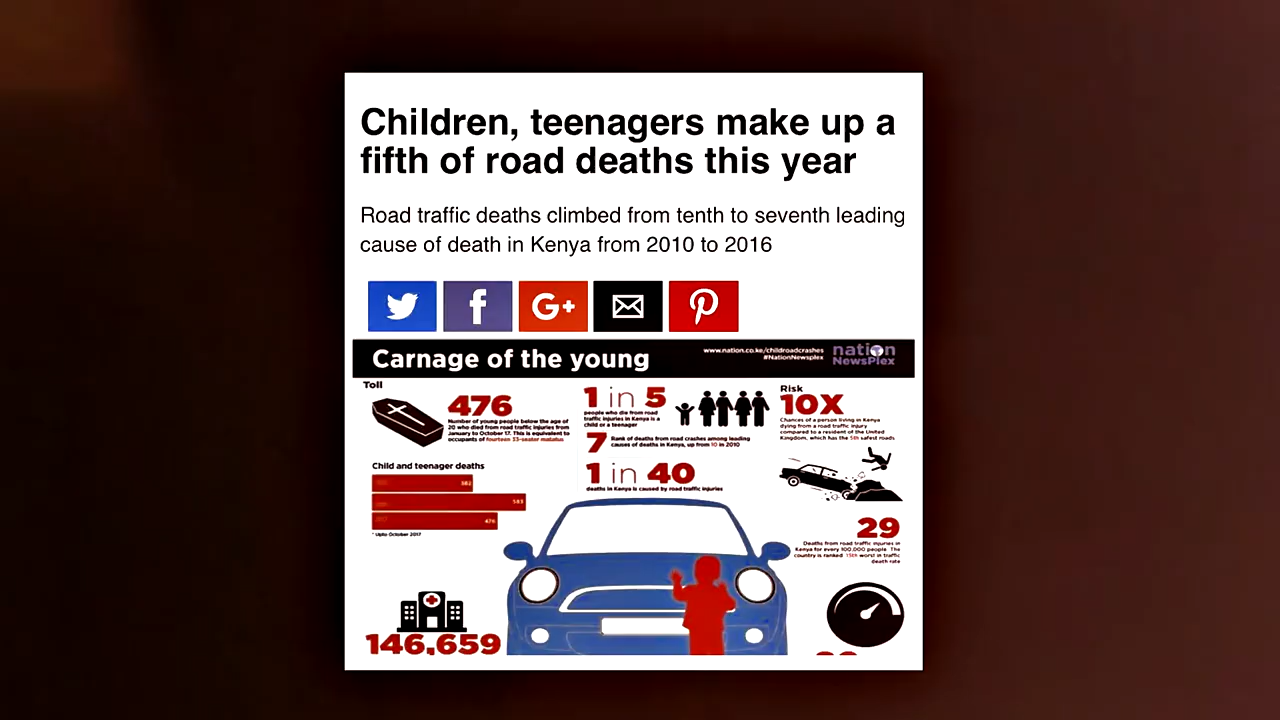 Children, teenagers make up a
fifth of road deaths this year
Road traffic deaths climbed from tenth to seventh leading
cause of death in Kenya from 2010 to 2016
G+
Carnage of the young
www.nation.co.ke/childroadcrashes
#NationNewsplex
nation
NewsPlex
Toll
476
Number of young people below the age of
20 who died from road traffic injuries from
January to October 17. This is equivalent to
occupants of fourteen 33-seater matatus
1 in 5
people who die from road
traffic injuries in Kenya is a
child or a teenager
7
Rank of deaths from road crashes among leading
causes of deaths in Kenya, up from 10 in 2010
1 in 40
deaths in Kenya is caused by road traffic injuries
Risk
10X
Chances of a person living in Kenya
dying from a road traffic injury
compared to a resident of the United
Kingdom, which has the 5th safest roads
Child and teenager deaths
476
* Upto October 2017
29
Deaths from road traffic injuries in
Kenya for every 100,000 people. The
country is ranked 15th worst in traffic
death rate
146,659